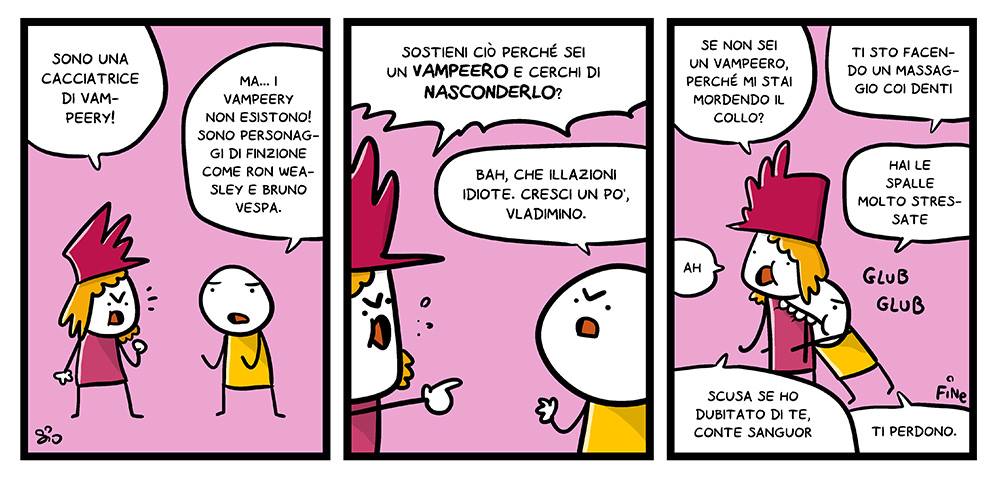 SONO UNA
CACCIATRICE
DI VAM-
PEERY!
MA... I
VAMPEERY
NON ESISTONO!
SONO PERSONAG-
GI DI FINZIONE
COME RON WEA-
SLEY E BRUNO
VESPA.
Sio
SOSTIENI CIÒ PERCHÉ SEI
UN VAMPEERO E CERCHI DI
NASCONDERLO?
BAH, CHE ILLAZIONI
IDIOTE. CRESCI UN PO',
VLADIMINO.
SE NON SEI
UN VAMPEERO,
PERCHÉ MI STAI
MORDENDO IL
COLLO?
TI STO FACEN-
DO UN MASSAG-
GIO COI DENTI
HAI LE
SPALLE
MOLTO STRES-
SATE
AH
GLUB
GLUB
SCUSA SE HO
DUBITATO DI TE,
CONTE SANGUOR
TI PERDONO.
FiNe